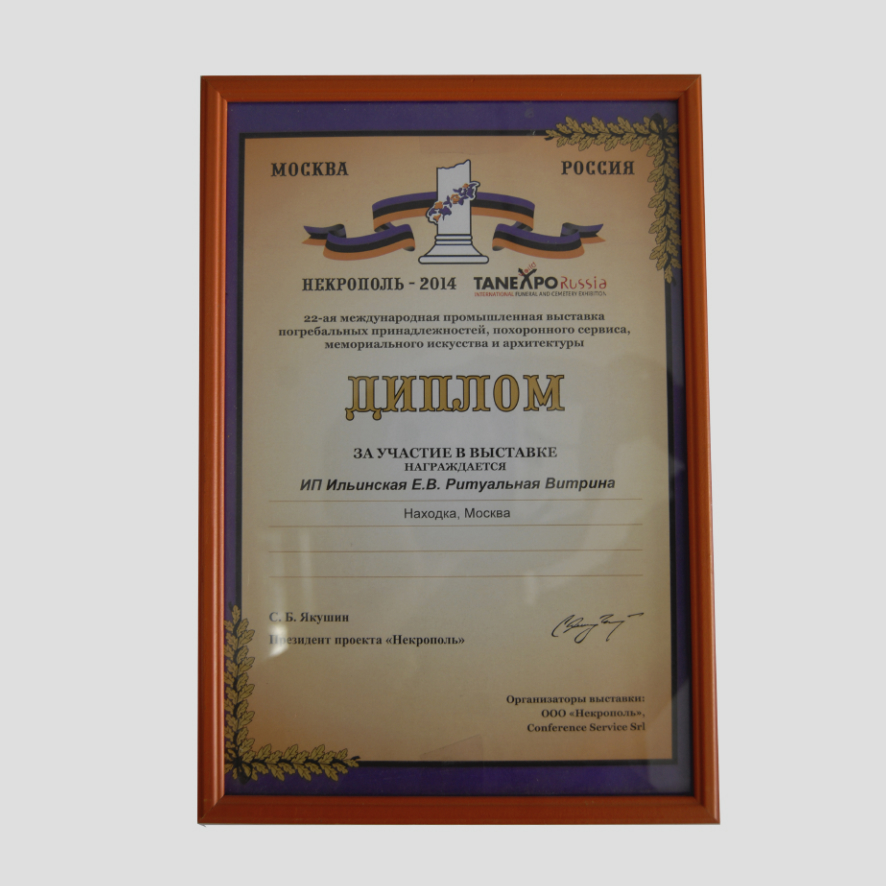 МОСКВА РОССИЯ
НЕКРОПОЛЬ - 2014 TANEXPO Russia
INTERNATIONAL FUNERAL AND CEMETERY EXHIBITION
22-ая международная промышленная выставка
погребальных принадлежностей, похоронного сервиса,
мемориального искусства и архитектуры
ДИПЛОМ
ЗА УЧАСТИЕ В ВЫСТАВКЕ
НАГРАЖДАЕТСЯ
ИП Ильинская Е.В. Ритуальная Витрина
Находка, Москва
С. Б. Якушин
Президент проекта «Некрополь»
Организаторы выставки:
ООО «Некрополь»,
Conference Service Srl